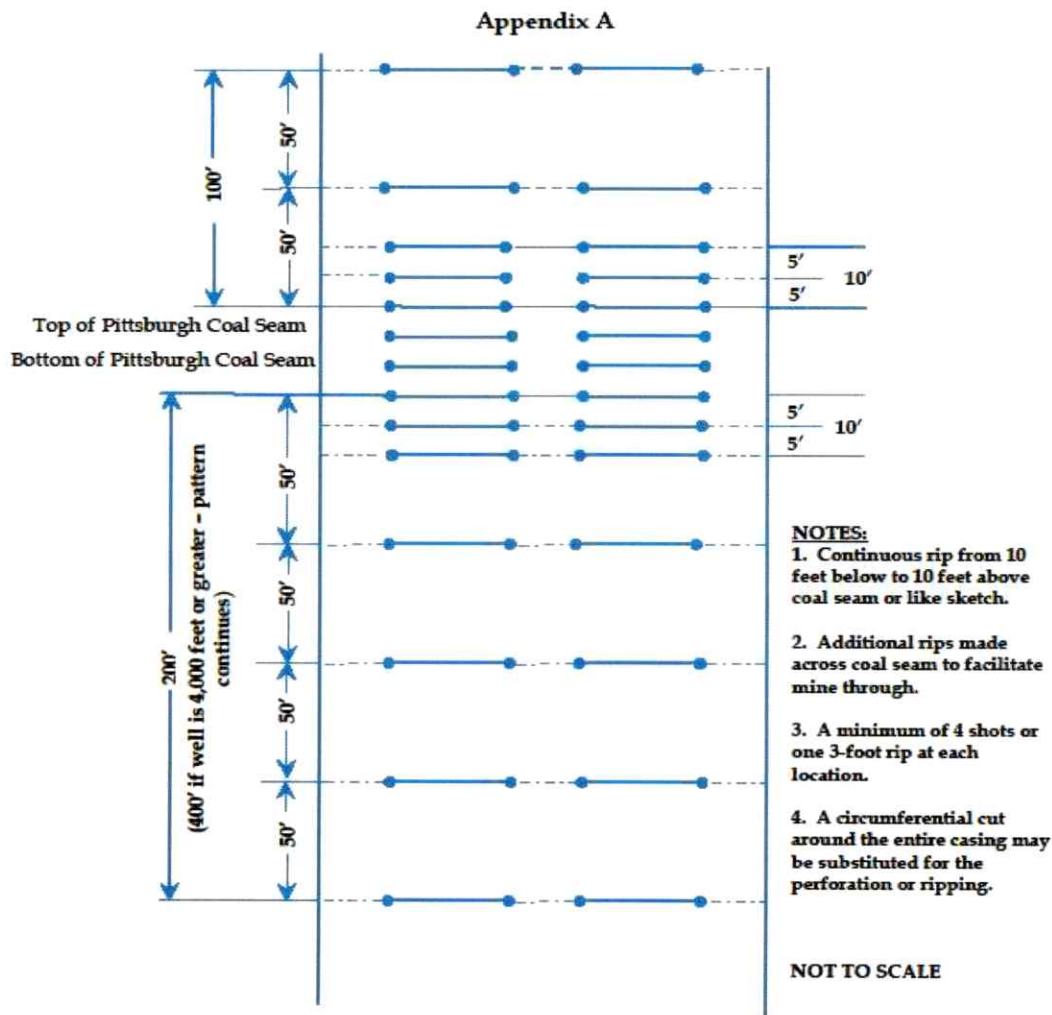 Appendix A
100'
50'
50'
5'
10'
5'
Top of Pittsburgh Coal Seam
Bottom of Pittsburgh Coal Seam
5'
10'
5'
200'
(400' if well is 4,000 feet or greater – pattern
continues)
50'
50'
50'
50'
NOTES:
1. Continuous rip from 10
feet below to 10 feet above
coal seam or like sketch.
2. Additional rips made
across coal seam to facilitate
mine through.
3. A minimum of 4 shots or
one 3-foot rip at each
location.
4. A circumferential cut
around the entire casing may
be substituted for the
perforation or ripping.
NOT TO SCALE